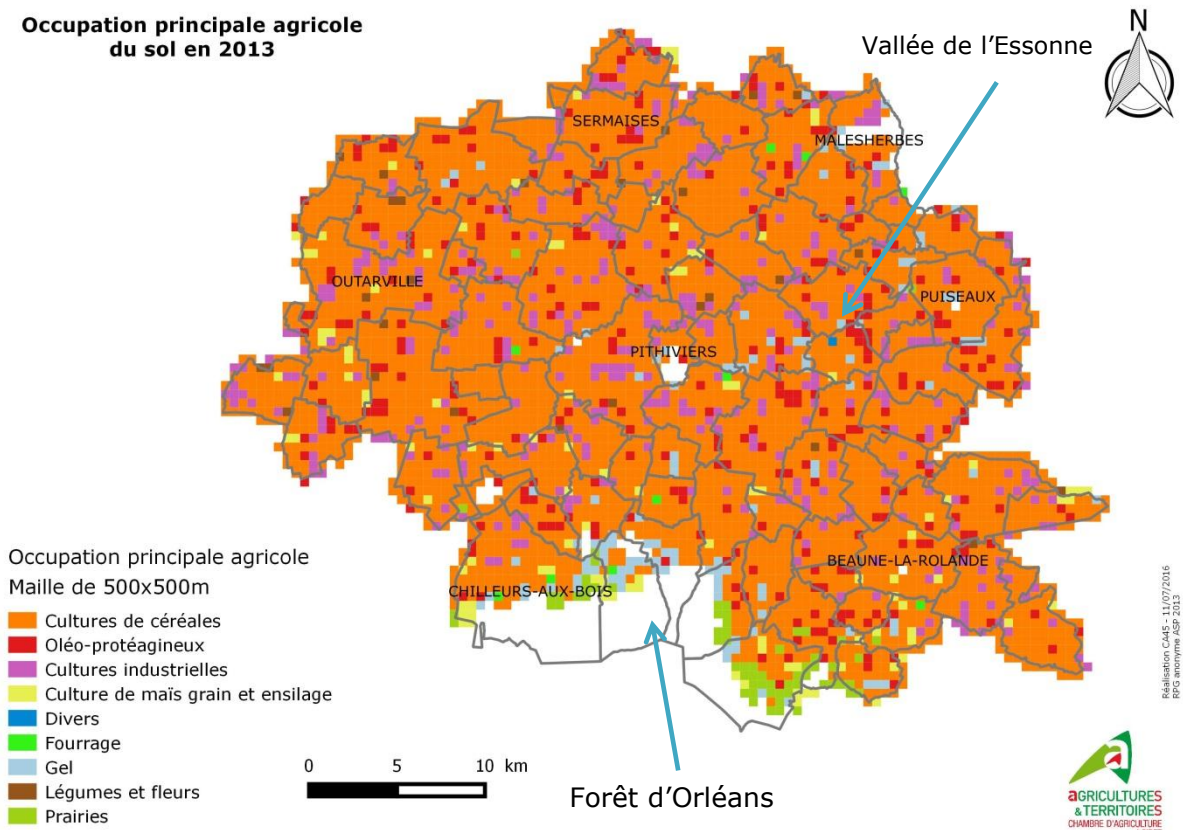 Occupation principale agricole
du sol en 2013
Vallée de l’Essonne
N
SERMAISES
MALESHERBES
OUTARVILLE
PUISEAUX
PITHIVIERS
BEAUNE-LA-ROLANDE
CHILLEURS-AUX-BOIS
Occupation principale agricole
Maille de 500x500m
Cultures de céréales
Oléo-protéagineux
Cultures industrielles
Culture de maïs grain et ensilage
Divers
Fourrage
Gel
Légumes et fleurs
Prairies
0 5 10 km
Forêt d’Orléans
Réalisation CA45 - 11/07/2016
RPG anonyme ASP 2013
a
AGRICULTURES
& TERRITOIRES
CHAMBRE D'AGRICULTURE